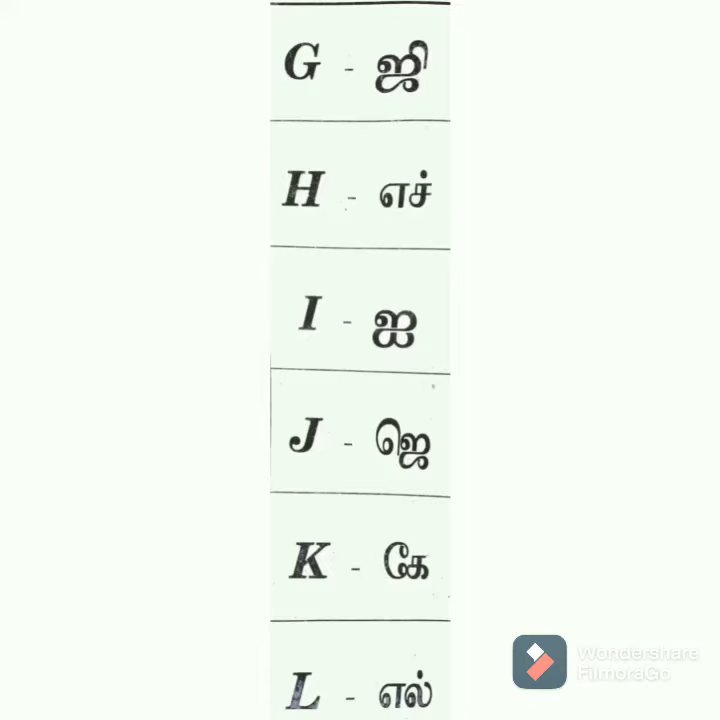 G - ஜி
H - எச்
I - ஐ
J - ஜெ
K - கே
L - எல்
Wondershare
FilmoraGo